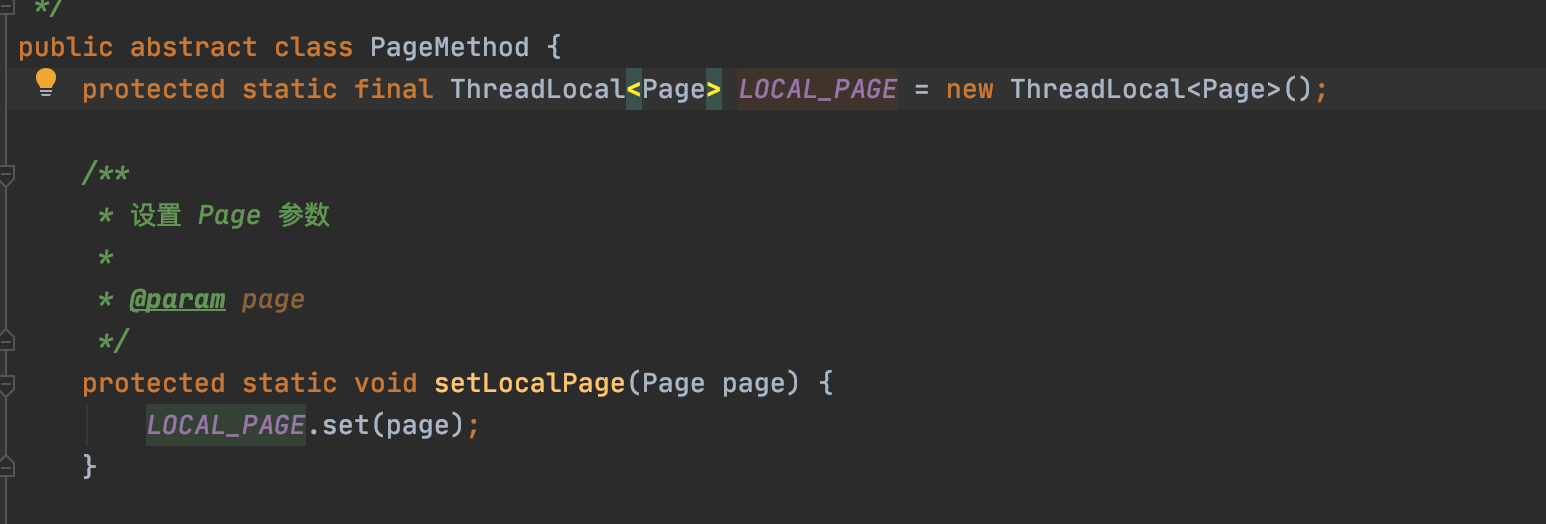 */
public abstract class PageMethod {
protected static final ThreadLocal<Page> LOCAL_PAGE = new ThreadLocal<Page>();
/**
* 设置 Page 参数
*
* @param page
*/
protected static void setLocalPage(Page page) {
LOCAL_PAGE.set(page);
}